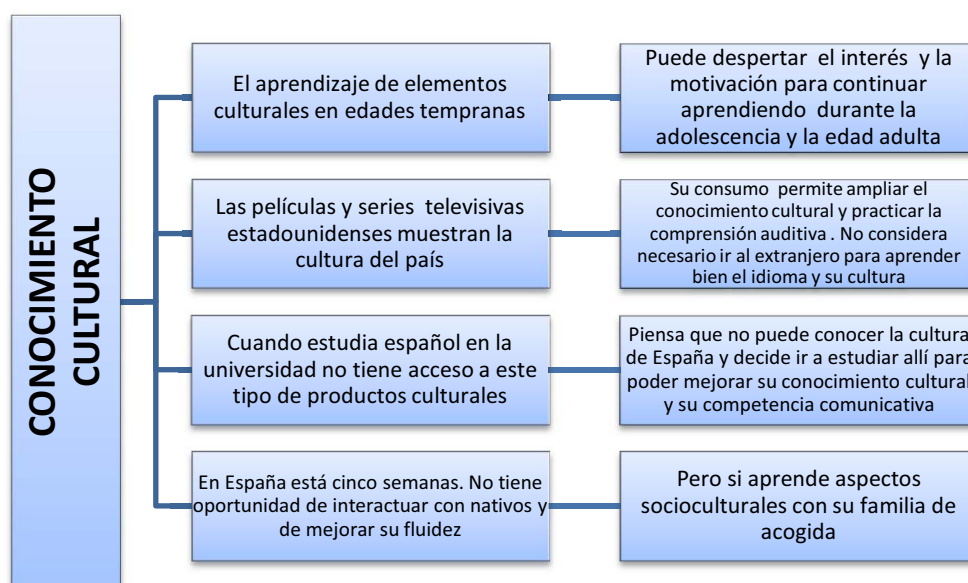 CONOCIMIENTO
CULTURAL
El aprendizaje de elementos
culturales en edades tempranas
Puede despertar el interés y la
motivación para continuar
aprendiendo durante la
adolescencia y la edad adulta
Las películas y series televisivas
estadounidenses muestran la
cultura del país
Su consumo permite ampliar el
conocimiento cultural y practicar la
comprensión auditiva . No considera
necesario ir al extranjero para aprender
bien el idioma y su cultura
Cuando estudia español en la
universidad no tiene acceso a este
tipo de productos culturales
Piensa que no puede conocer la cultura
de España y decide ir a estudiar allí para
poder mejorar su conocimiento cultural
y su competencia comunicativa
En España está cinco semanas. No tiene
oportunidad de interactuar con nativos y
de mejorar su fluidez
Pero si aprende aspectos
socioculturales con su familia de
acogida